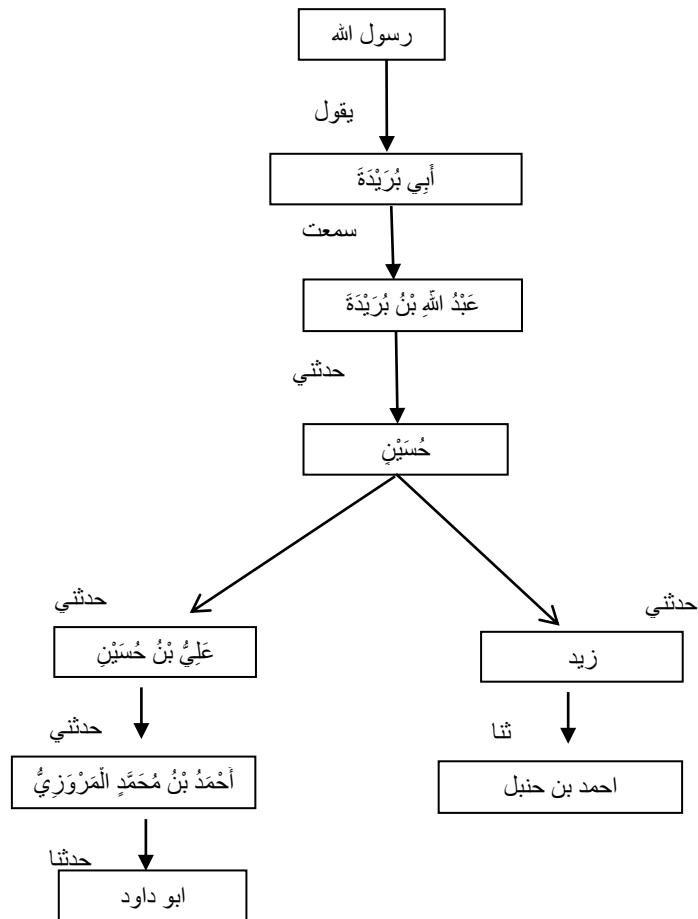 رسول الله
يقول
أَبِي بُرَيْدَةَ
سمعت
عَبْدُ اللَّهِ بْنُ بُرَيْدَةَ
حدثني
حُسَيْنٍ
حدثني
حدثني
زيد
عَلِيُّ بْنُ حُسَيْنِ
ثنا
حدثني
احمد بن حنبل
أَحْمَدُ بْنُ مُحَمَّدٍ الْمَرْوَزِيُّ
حدثنا
ابو داود